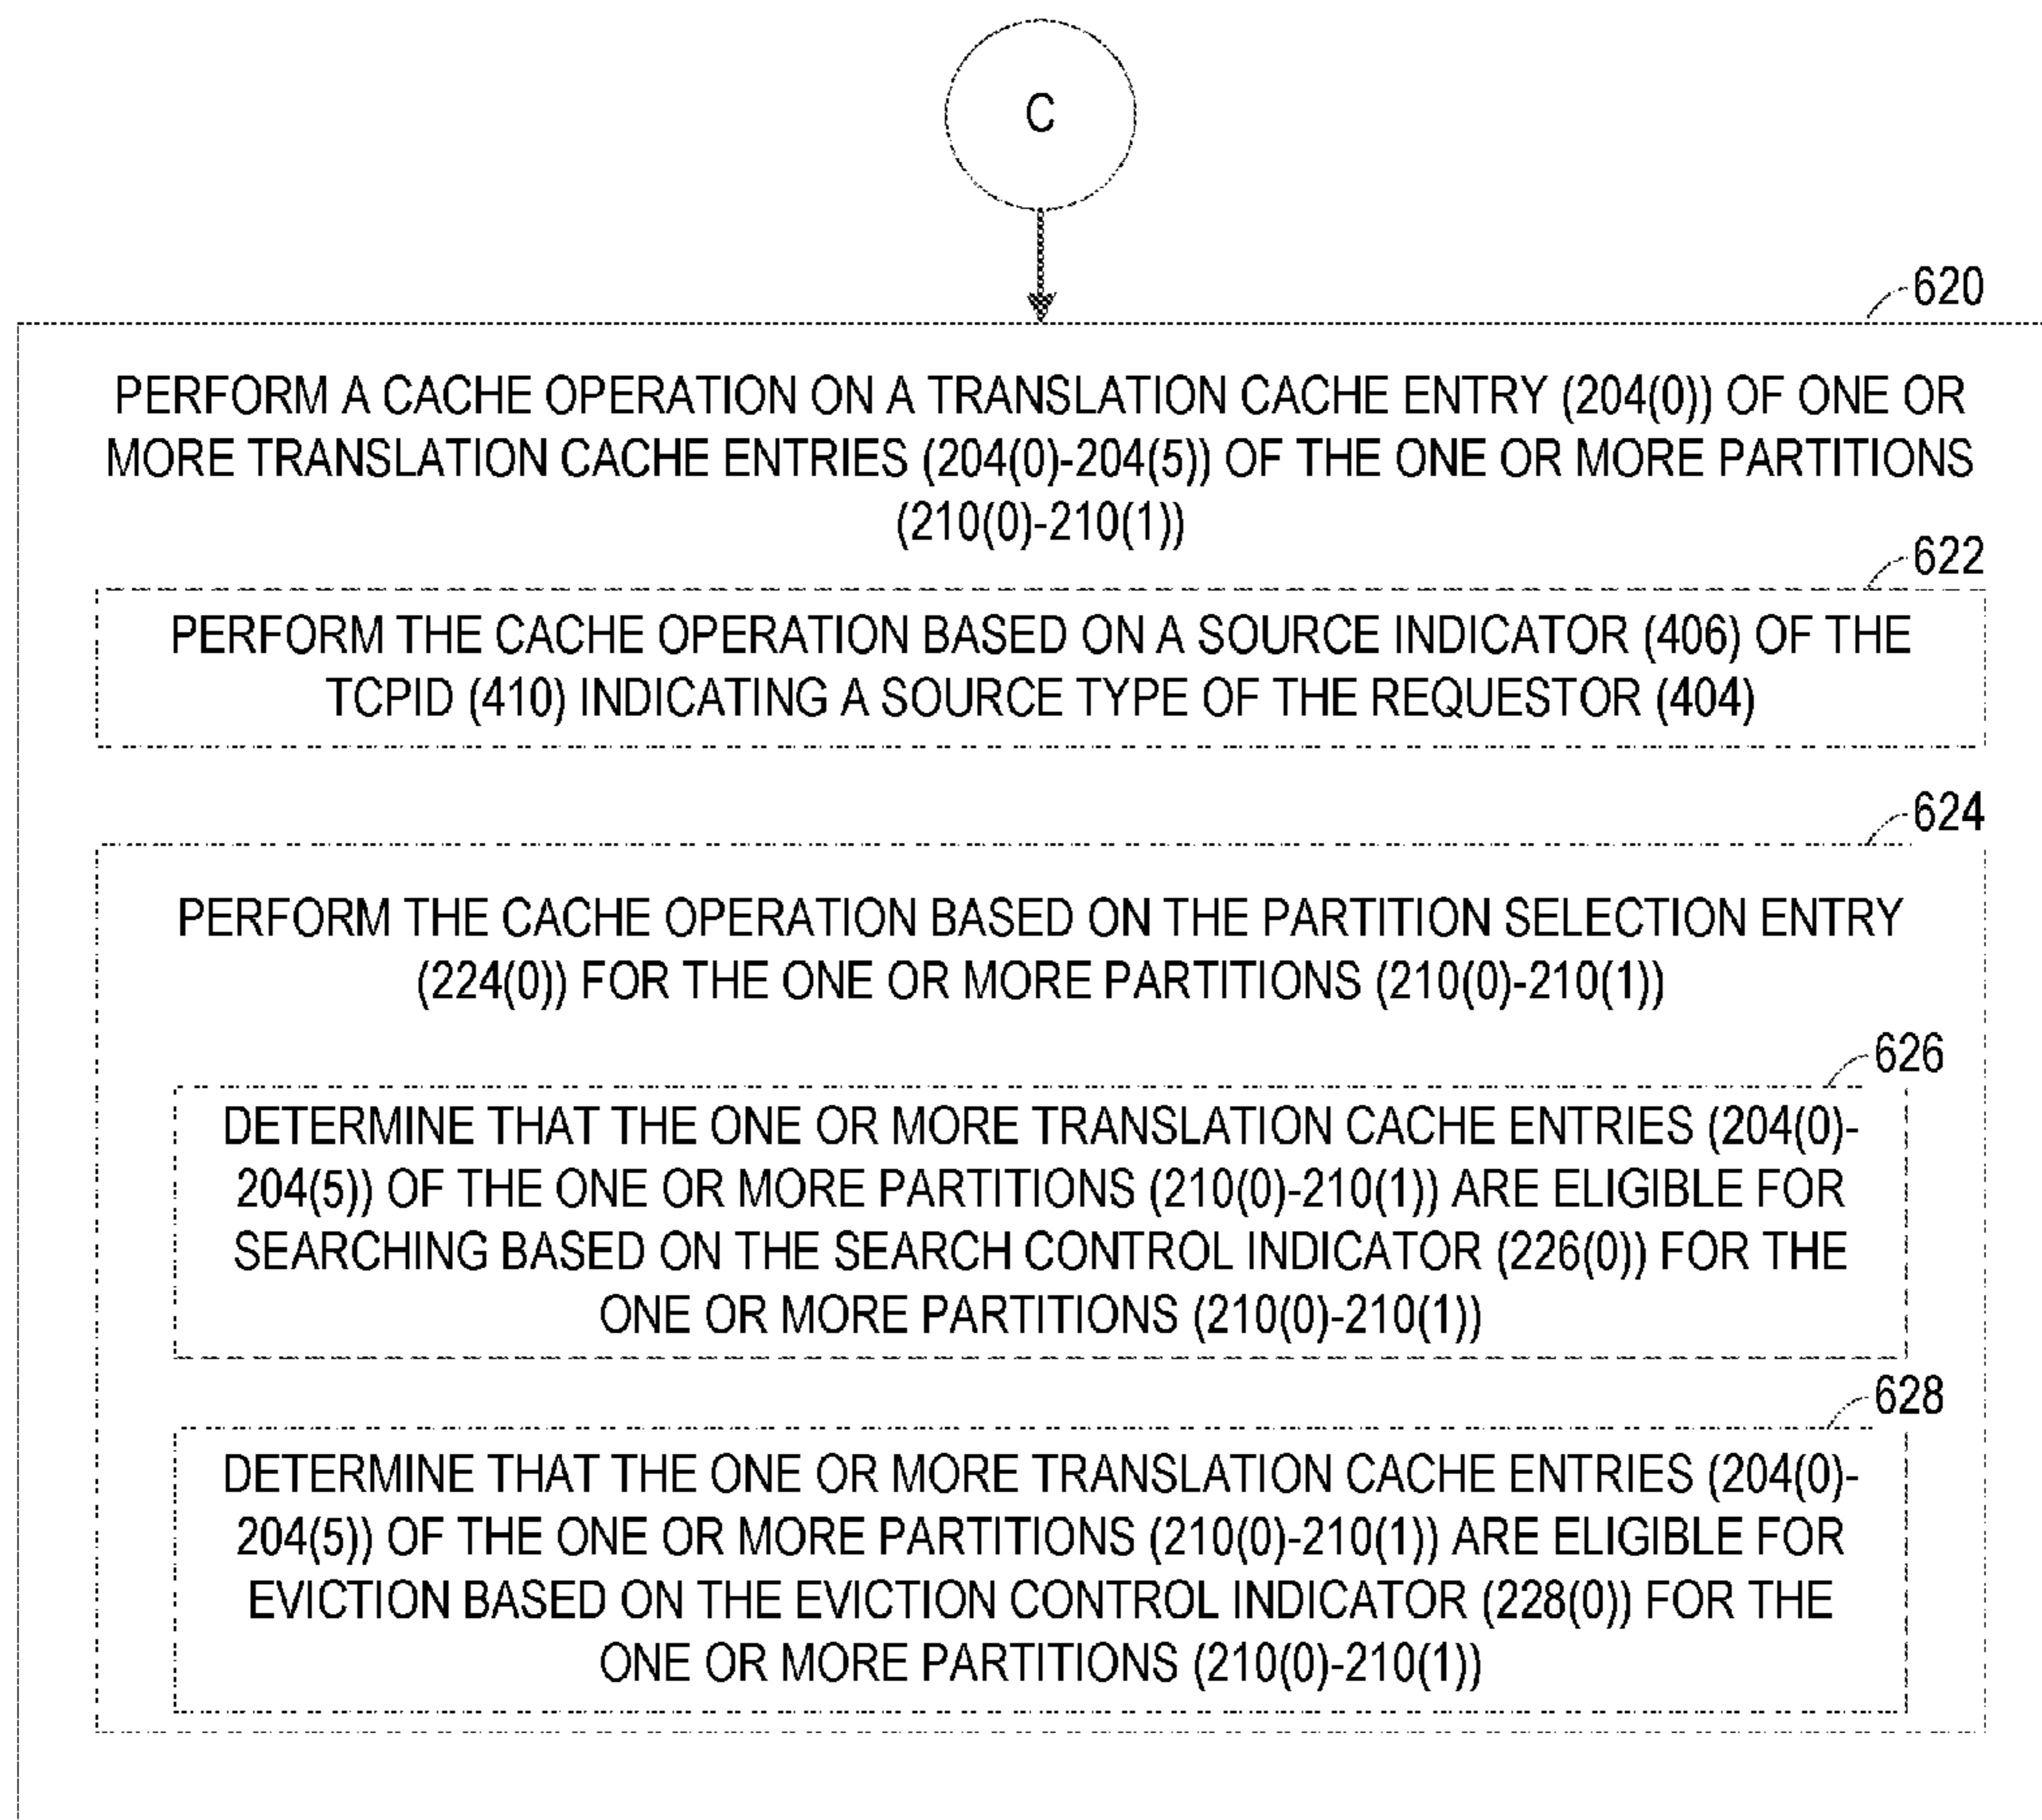 C
620
PERFORM A CACHE OPERATION ON A TRANSLATION CACHE ENTRY (204(0)) OF ONE OR
MORE TRANSLATION CACHE ENTRIES (204(0)-204(5)) OF THE ONE OR MORE PARTITIONS
(210(0)-210(1))
622
PERFORM THE CACHE OPERATION BASED ON A SOURCE INDICATOR (406) OF THE
TCPID (410) INDICATING A SOURCE TYPE OF THE REQUESTOR (404)
624
PERFORM THE CACHE OPERATION BASED ON THE PARTITION SELECTION ENTRY
(224(0)) FOR THE ONE OR MORE PARTITIONS (210(0)-210(1))
626
DETERMINE THAT THE ONE OR MORE TRANSLATION CACHE ENTRIES (204(0)-
204(5)) OF THE ONE OR MORE PARTITIONS (210(0)-210(1)) ARE ELIGIBLE FOR
SEARCHING BASED ON THE SEARCH CONTROL INDICATOR (226(0)) FOR THE
ONE OR MORE PARTITIONS (210(0)-210(1))
628
DETERMINE THAT THE ONE OR MORE TRANSLATION CACHE ENTRIES (204(0)-
204(5)) OF THE ONE OR MORE PARTITIONS (210(0)-210(1)) ARE ELIGIBLE FOR
EVICTION BASED ON THE EVICTION CONTROL INDICATOR (228(0)) FOR THE
ONE OR MORE PARTITIONS (210(0)-210(1))